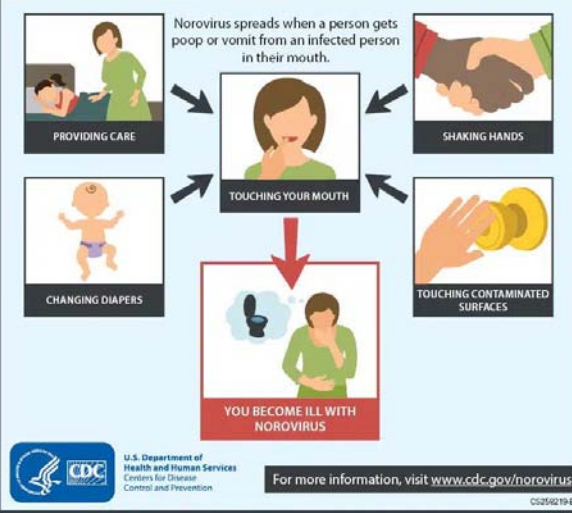 Norovirus spreads when a person gets
poop or vomit from an infected person
in their mouth.
PROVIDING CARE
SHAKING HANDS
TOUCHING YOUR MOUTH
CHANGING DIAPERS
TOUCHING CONTAMINATED
SURFACES
YOU BECOME ILL WITH
NOROVIRUS
CDC
U.S. Department of
Health and Human Services
Centers for Disease
Control and Prevention
For more information, visit www.cdc.gov/norovirus